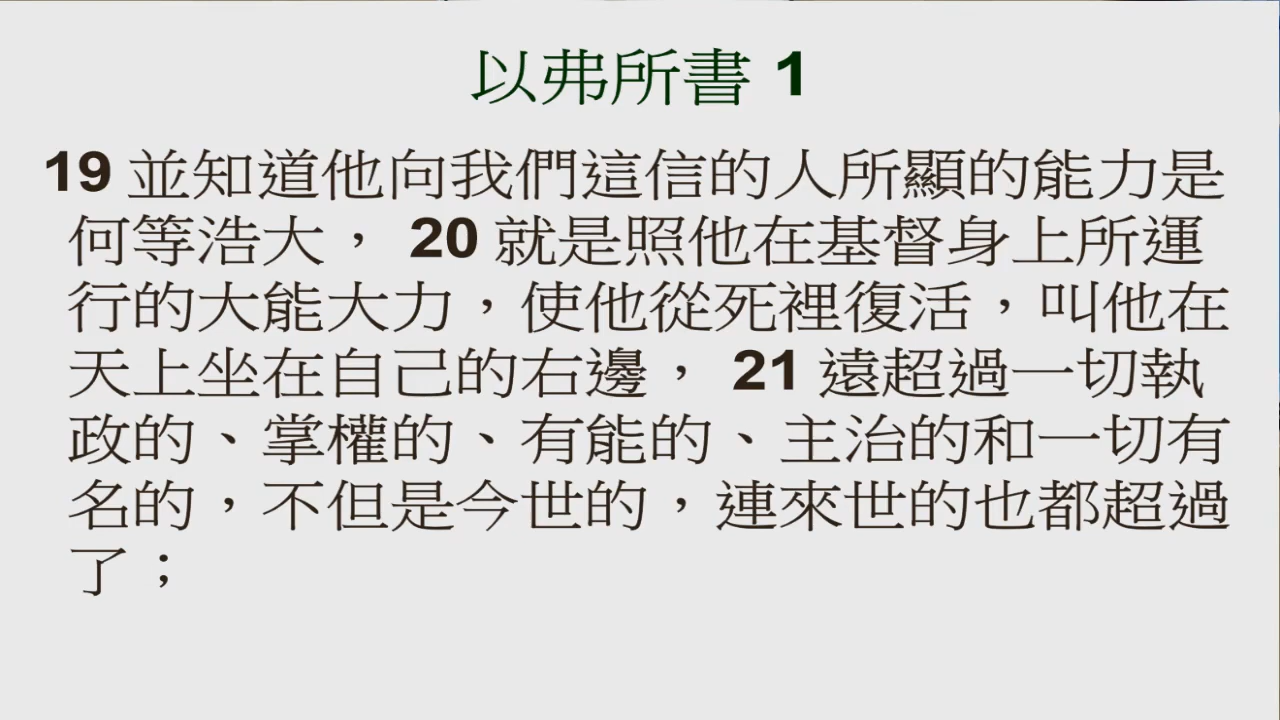 以弗所書 1
19 並知道他向我們這信的人所顯的能力是
何等浩大， 20 就是照他在基督身上所運
行的大能大力，使他從死裡復活，叫他在
天上坐在自己的右邊， 21 遠超過一切執
政的、掌權的、有能的、主治的和一切有
名的，不但是今世的，連來世的也都超過
了；